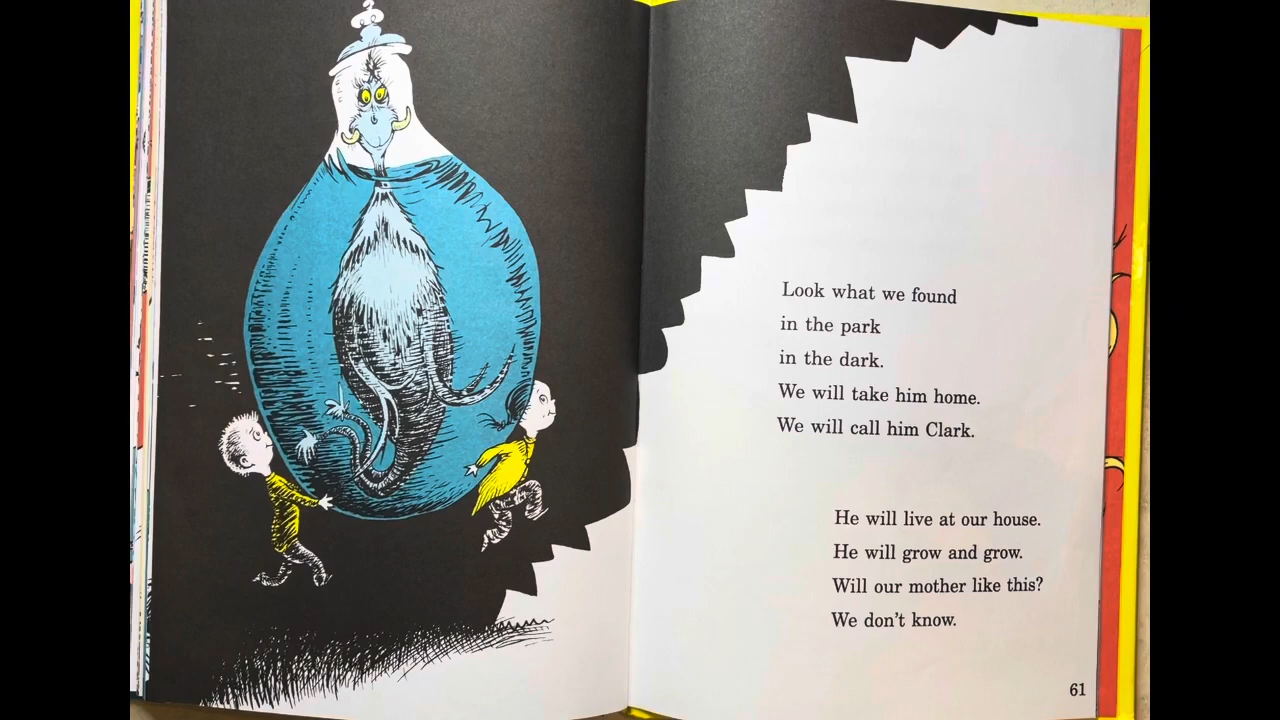 Look what we found
in the park
in the dark.
We will take him home.
We will call him Clark.
He will live at our house.
He will grow and grow.
Will our mother like this?
We don't know.
61